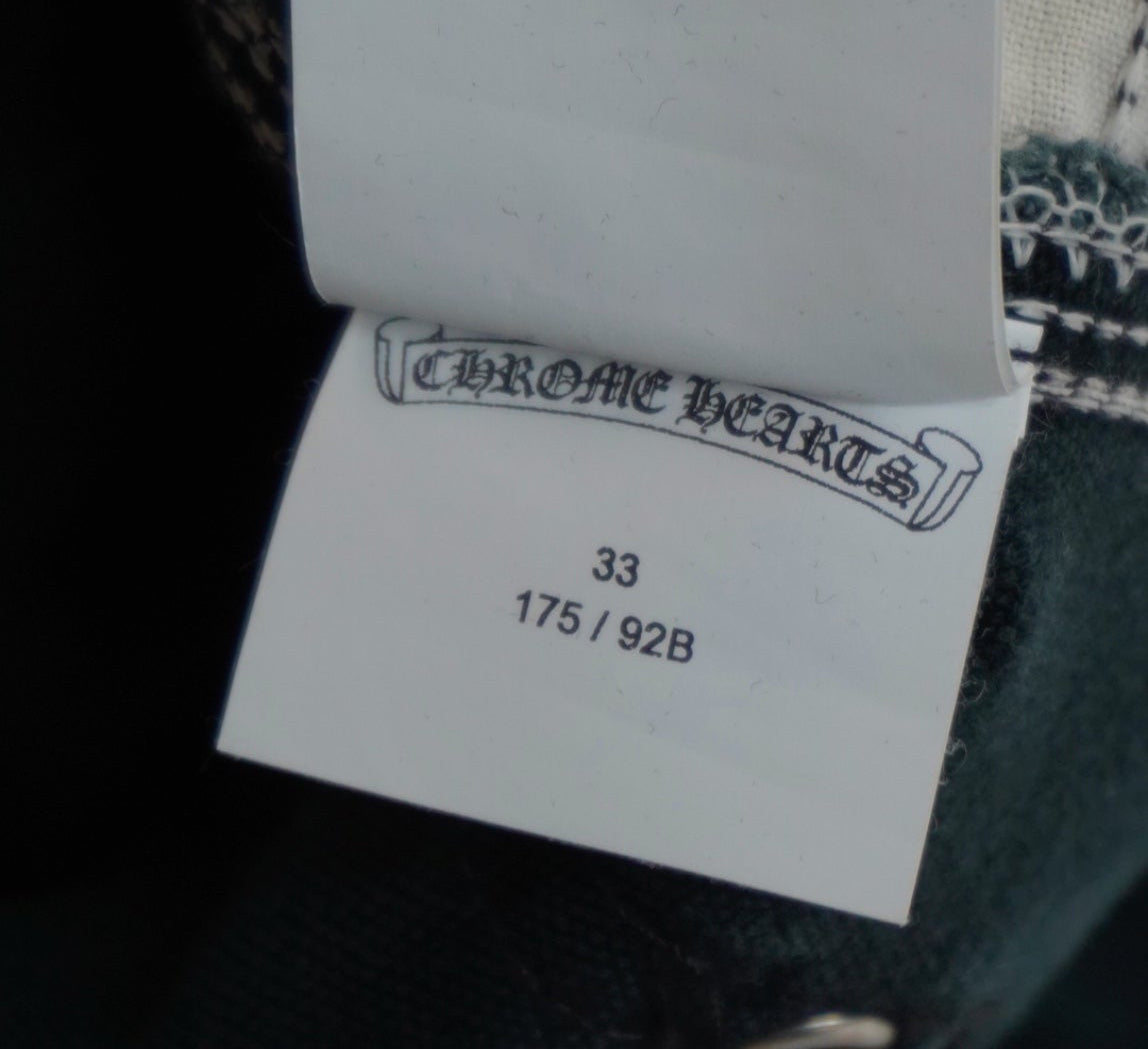 CHROME HEARTS
33
175 / 92B